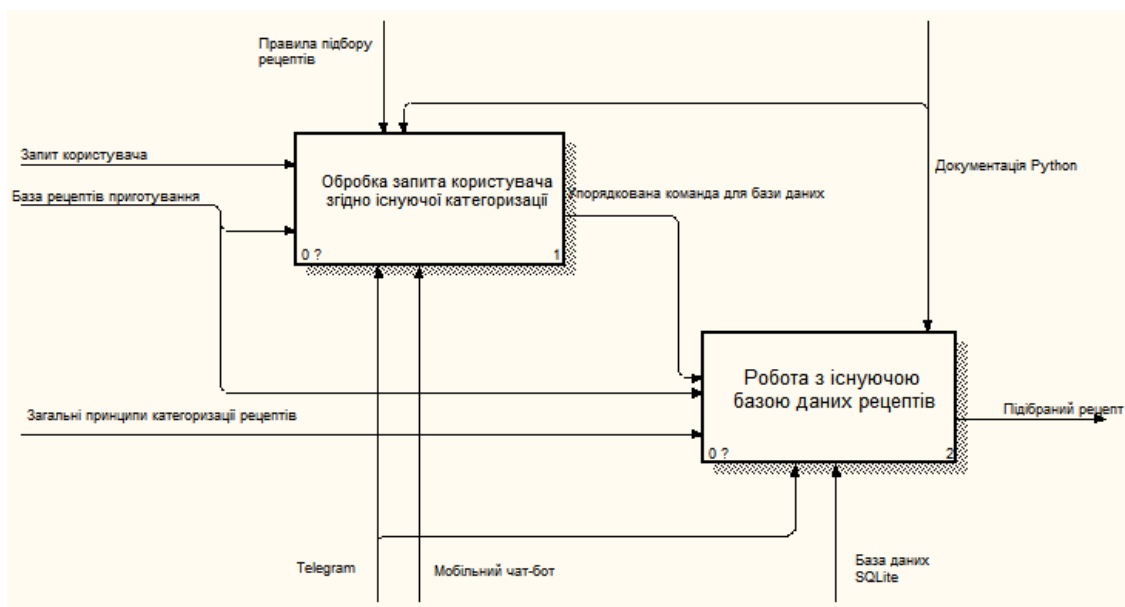 Правила підбору
рецептів
Запит користувача
База рецептів приготування
Обробка запита користувача
згідно існуючої категоризації
0 ?
1
Упорядкована команда для бази даних
Документація Python
Робота з існуючою
базою даних рецептів
0 ?
2
Загальні принципи категоризації рецептів
Підібраний рецепт
Telegram
Мобільний чат-бот
База даних
SQLite